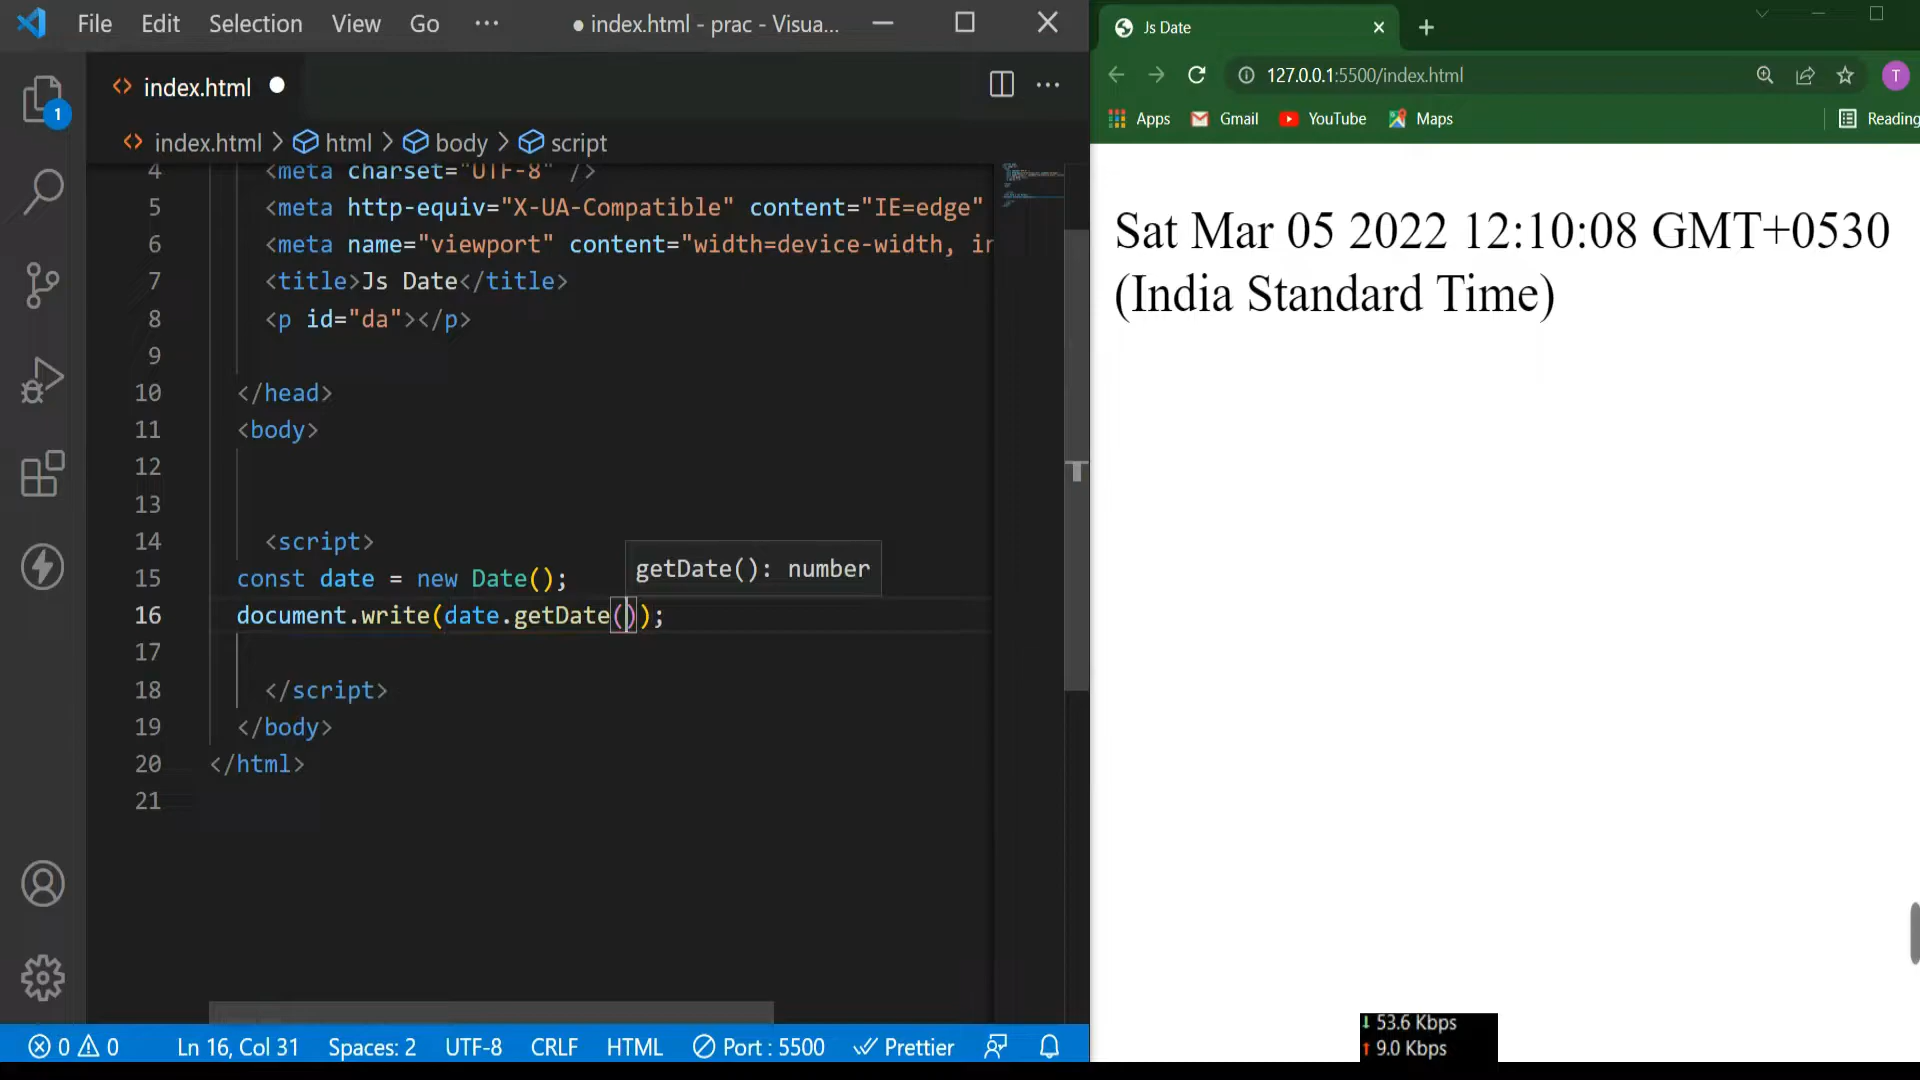 File Edit Selection View Go ··· ● index.html - prac - Visua...
index.html
index.html > html > body > script
1
4 <meta charset="UTF-8" />
5 <meta http-equiv="X-UA-Compatible" content="IE=edge"
6 <meta name="viewport" content="width=device-width, in
7 <title>Js Date</title>
8 <p id="da"></p>
9
10 </head>
11 <body>
12
13
14 <script>
getDate(): number
15 const date = new Date();
16 document.write(date.getDate());
17
18 </script>
19 </body>
20 </html>
21
0 0 Ln 16, Col 31 Spaces: 2 UTF-8 CRLF HTML Port : 5500 Prettier
Js Date
127.0.0.1:5500/index.html
T
Apps Gmail YouTube Maps Reading
Sat Mar 05 2022 12:10:08 GMT+0530
(India Standard Time)
53.6 Kbps
9.0 Kbps